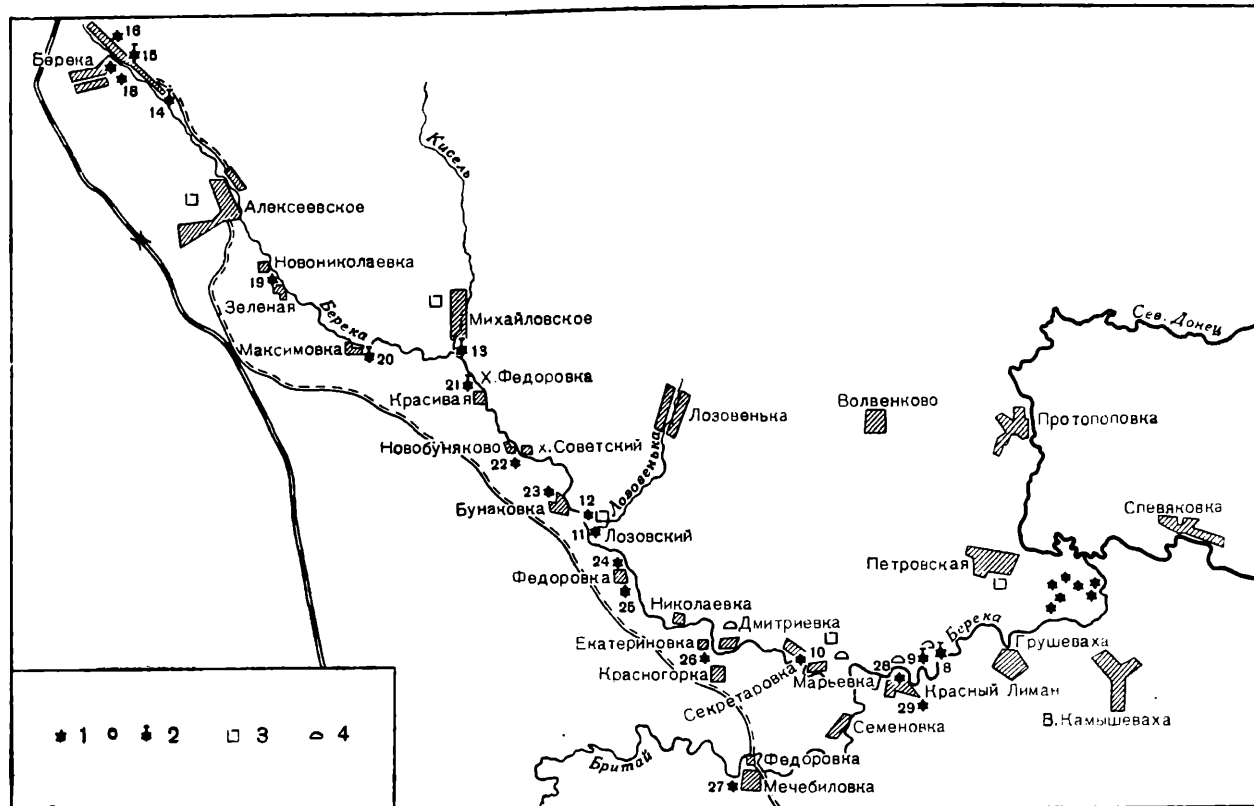 16
Берека
15
18
14
Кисель
Алексеевское
Новониколаевка
19
Зеленая
Берека
Михайловское
Сев. Донец
Максимовка
20
13
21
Х.Федоровка
Красивая
Лозовенька
Волвенково
Протопоповка
Новобуняково
х.Советский
22
Лозовенька
23
Бунаковка
12
11
Лозовский
Спевяковка
24
Федоровка
25
Петровская
Николаевка
Дмитриевка
Берека
Грушеваха
Екатериновка
26
10
28
9
8
Красногорка
Секретаровка
Марьевка
Красный Лиман
29
В.Камышеваха
Семеновка
Бритай
Федоровка
27
Мечебиловка
1
2
3
4